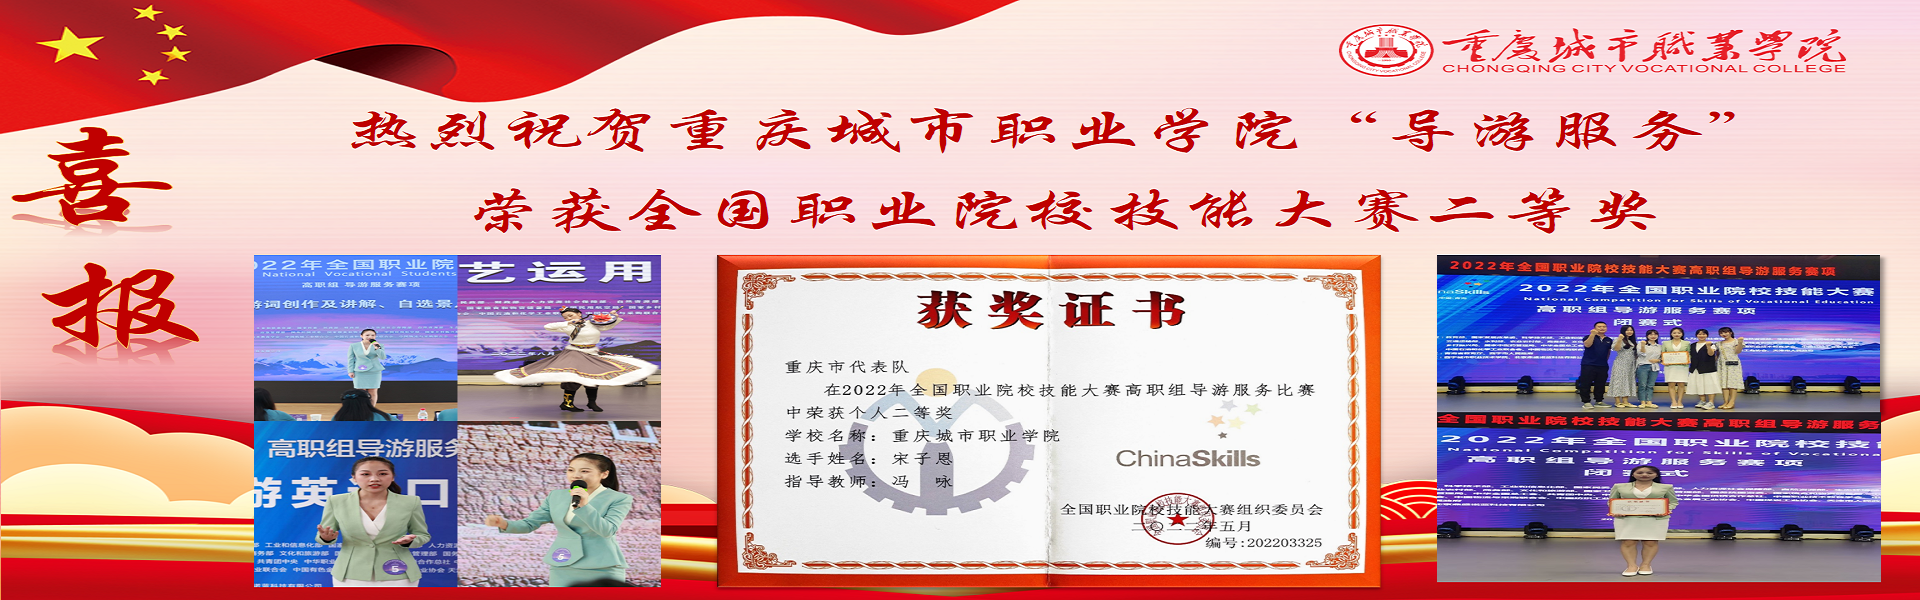 重庆城市职业学院
CHONGQING CITY VOCATIONAL COLLEGE
喜报
热烈祝贺重庆城市职业学院“导游服务”
荣获全国职业院校技能大赛二等奖
022年全国职业院
National Vocational Students
高职组 导游服务赛项
游词创作及讲解、自选景
艺运用
高职组导游服务
游英 口
5
获奖证书
重庆市代表队
在2022年全国职业院校技能大赛高职组导游服务比赛
中荣获个人二等奖
学校名称：重庆城市职业学院
选手姓名：宋子恩
指导教师：冯 咏
ChinaSkills
全国职业院校技能大赛组织委员会
二〇二二年五月
编号:202203325
2022年全国职业院校技能大赛高职组导游服务赛项
naSkills
2022年全国职业院校技能大赛
National Competition for Skills of Vocational Education
高职组导游服务赛项
闭赛式
全国职业院校技能大赛高职组导游服务
2022年全国职业院校技能
National Competition for Skills of Vocational
高职组导游服务赛项
闭赛式